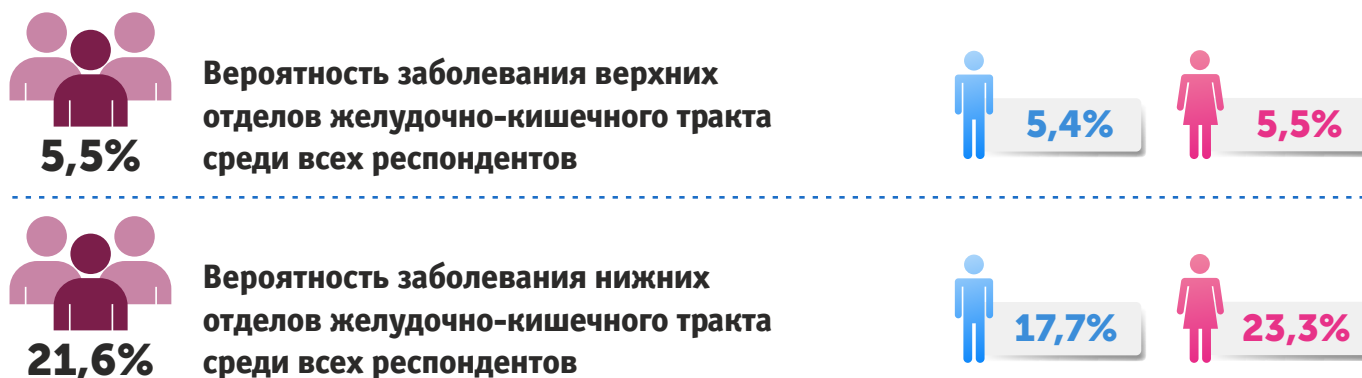 5,5%
Вероятность заболевания верхних
отделов желудочно-кишечного тракта
среди всех респондентов
5,4%
5,5%
21,6%
Вероятность заболевания нижних
отделов желудочно-кишечного тракта
среди всех респондентов
17,7%
23,3%